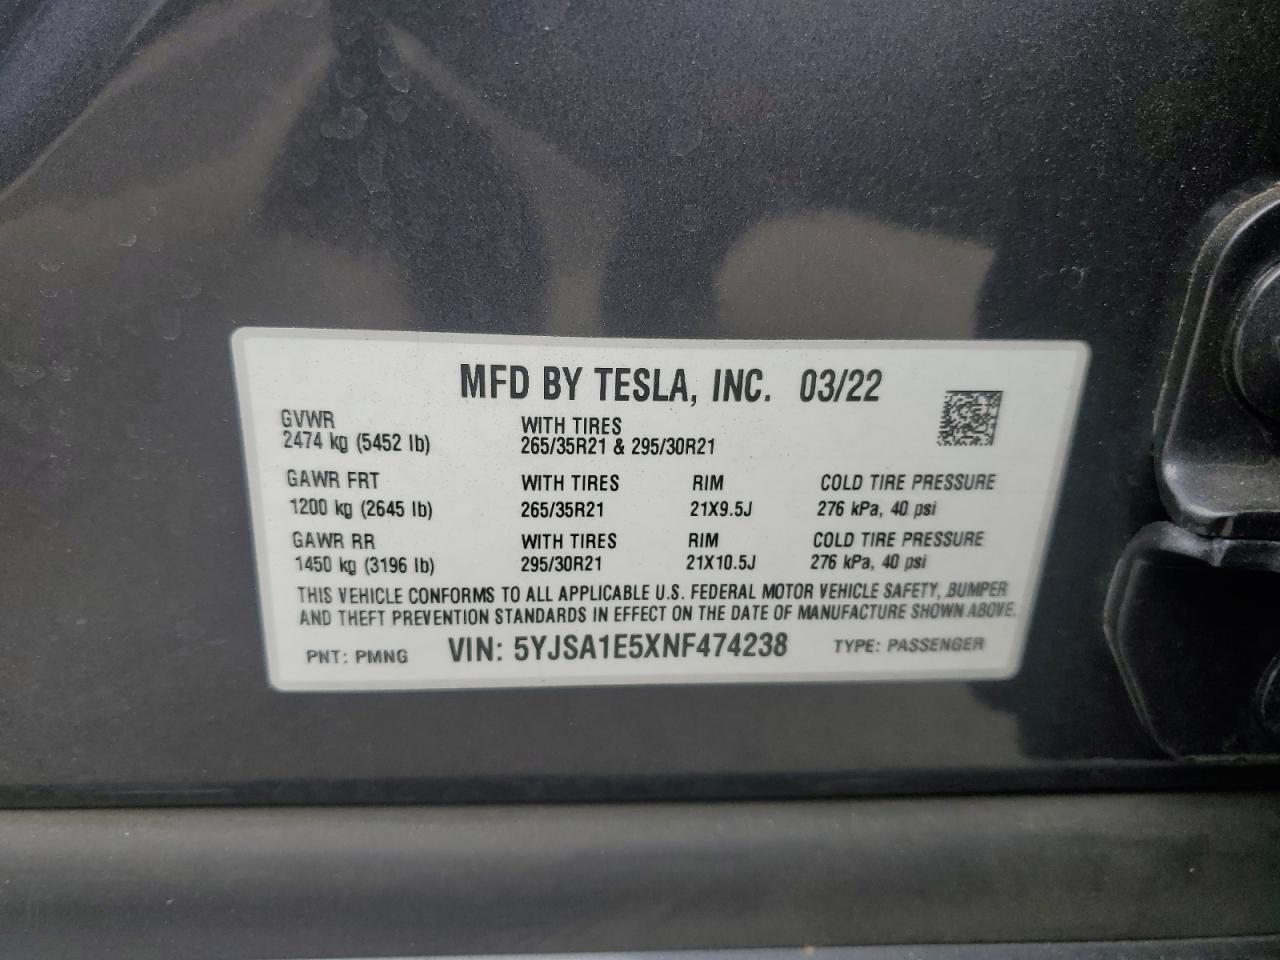 MFD BY TESLA, INC. 03/22
GVWR
2474 kg (5452 lb)
WITH TIRES
265/35R21 & 295/30R21
GAWR FRT WITH TIRES RIM COLD TIRE PRESSURE
1200 kg (2645 lb) 265/35R21 21X9.5J 276 kPa, 40 psi
GAWR RR WITH TIRES RIM COLD TIRE PRESSURE
1450 kg (3196 lb) 295/30R21 21X10.5J 276 kPa, 40 psi
THIS VEHICLE CONFORMS TO ALL APPLICABLE U.S. FEDERAL MOTOR VEHICLE SAFETY, BUMPER
AND THEFT PREVENTION STANDARDS IN EFFECT ON THE DATE OF MANUFACTURE SHOWN ABOVE.
PNT: PMNG VIN: 5YJSA1E5XNF474238 TYPE: PASSENGER